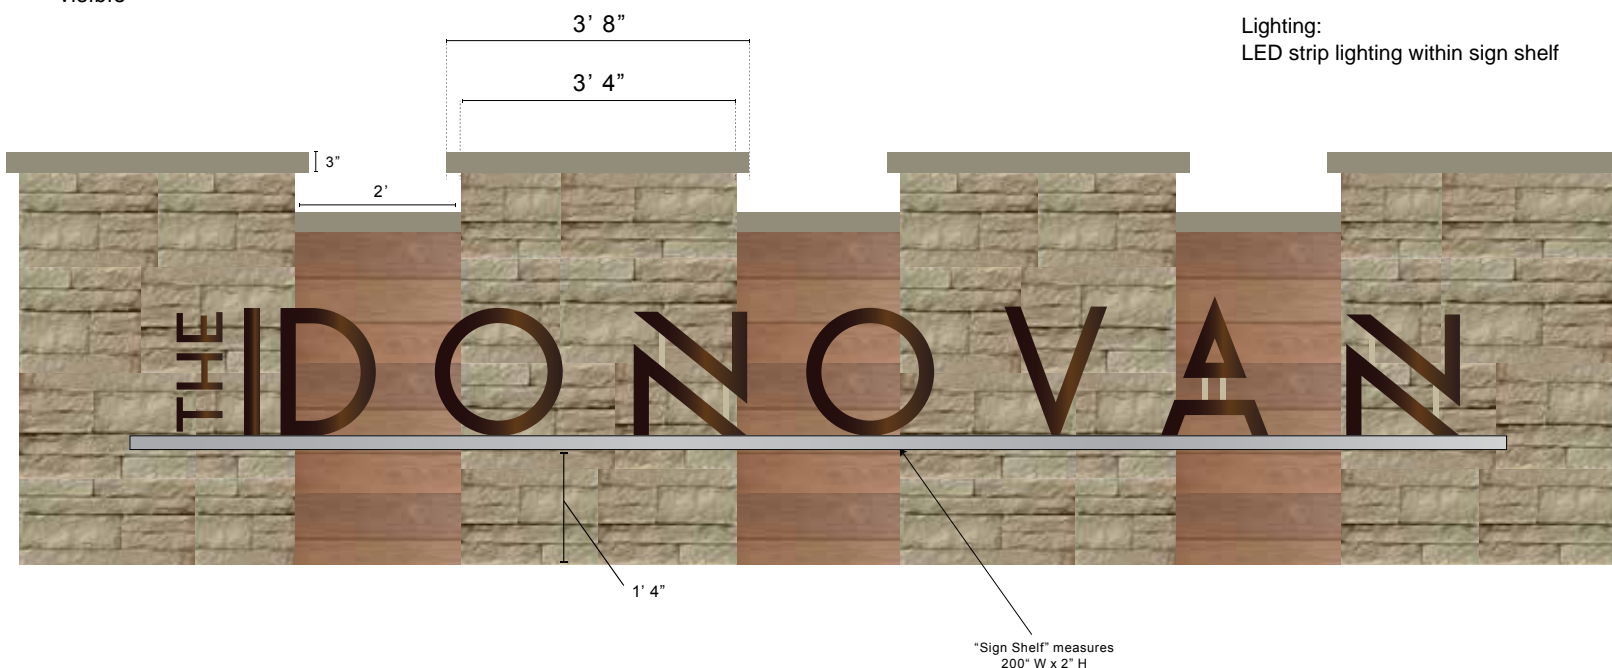 3’ 8”
Lighting:
LED strip lighting within sign shelf
3’ 4”
3”
2’
THE DONOVAN
1’ 4”
“Sign Shelf” measures
200“ W x 2” H